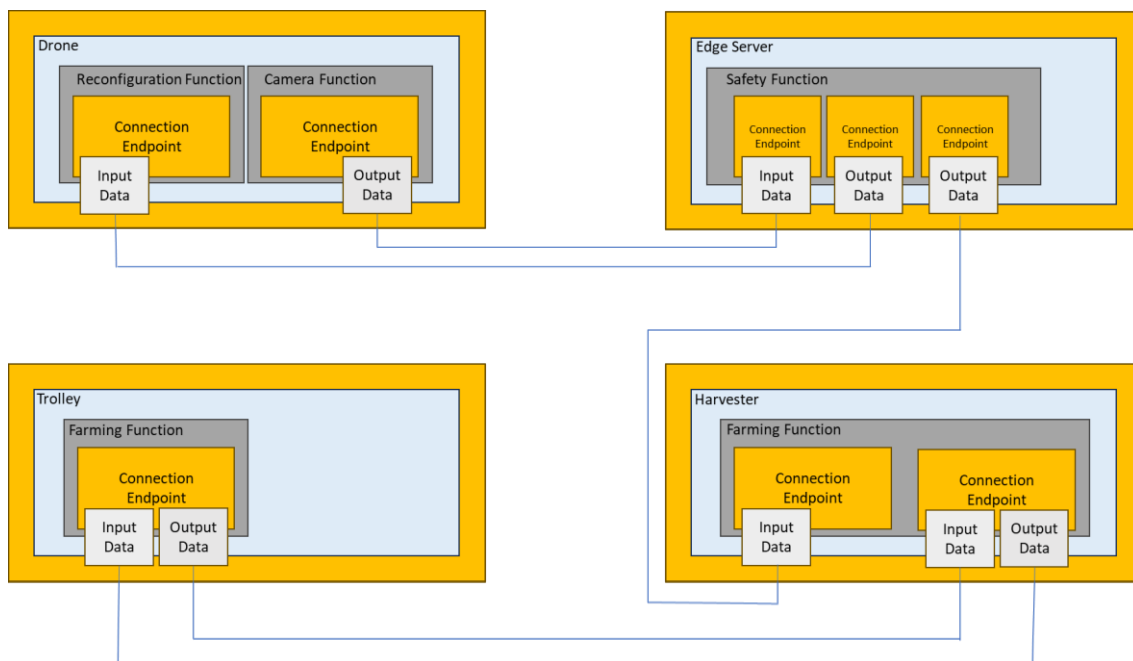 Drone
Reconfiguration Function
Camera Function
Connection
Endpoint
Connection
Endpoint
Input
Data
Output
Data
Edge Server
Safety Function
Connection
Endpoint
Connection
Endpoint
Connection
Endpoint
Input
Data
Output
Data
Output
Data
Trolley
Farming Function
Connection
Endpoint
Input
Data
Output
Data
Harvester
Farming Function
Connection
Endpoint
Connection
Endpoint
Input
Data
Input
Data
Output
Data